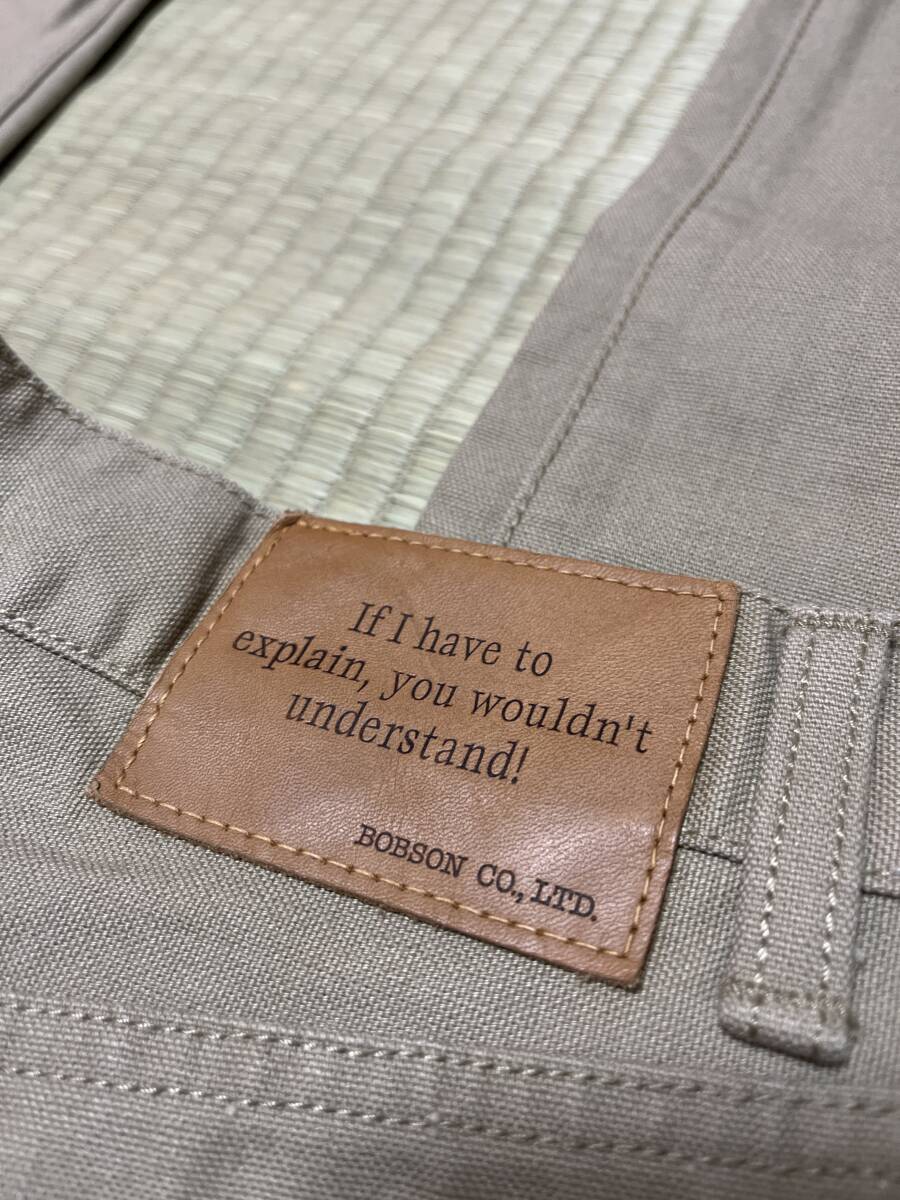 If I have to
explain, you wouldn't
understand!
BOBSON CO., LTD.